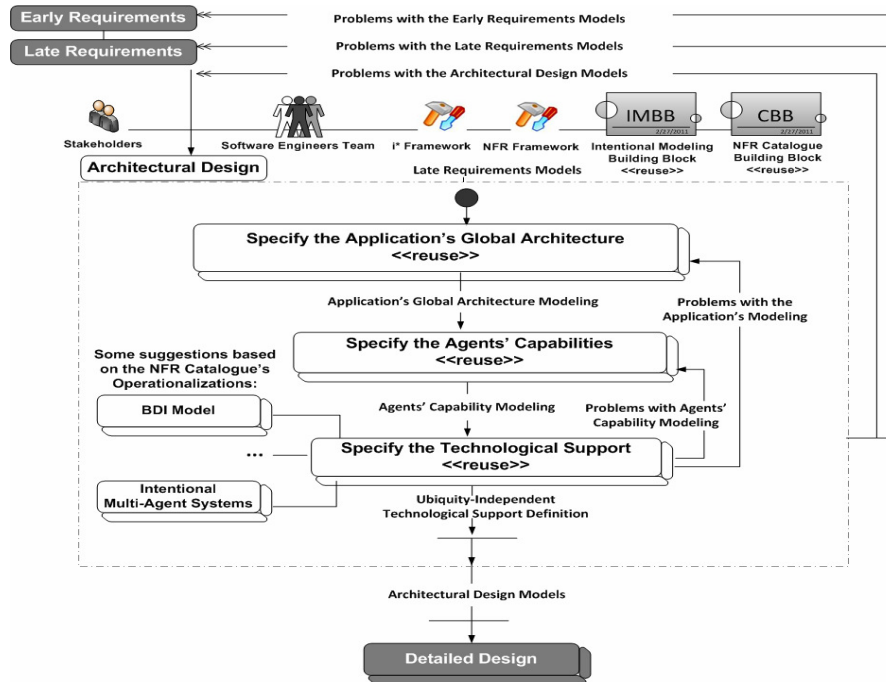 Early Requirements
Problems with the Early Requirements Models
Late Requirements
Problems with the Late Requirements Models
Problems with the Architectural Design Models
IMBB
2/27/2011
CBB
2/27/2011
Stakeholders
Software Engineers Team
i* Framework
NFR Framework
Intentional Modeling
Building Block
<<reuse>>
NFR Catalogue
Building Block
<<reuse>>
Architectural Design
Late Requirements Models
Specify the Application's Global Architecture
<<reuse>>
Application's Global Architecture Modeling
Problems with the
Application's Modeling
Specify the Agents' Capabilities
<<reuse>>
Some suggestions based
on the NFR Catalogue's
Operationalizations:
BDI Model
Agents' Capability Modeling
Problems with Agents'
Capability Modeling
...
Specify the Technological Support
<<reuse>>
Intentional
Multi-Agent Systems
Ubiquity-Independent
Technological Support Definition
Architectural Design Models
Detailed Design